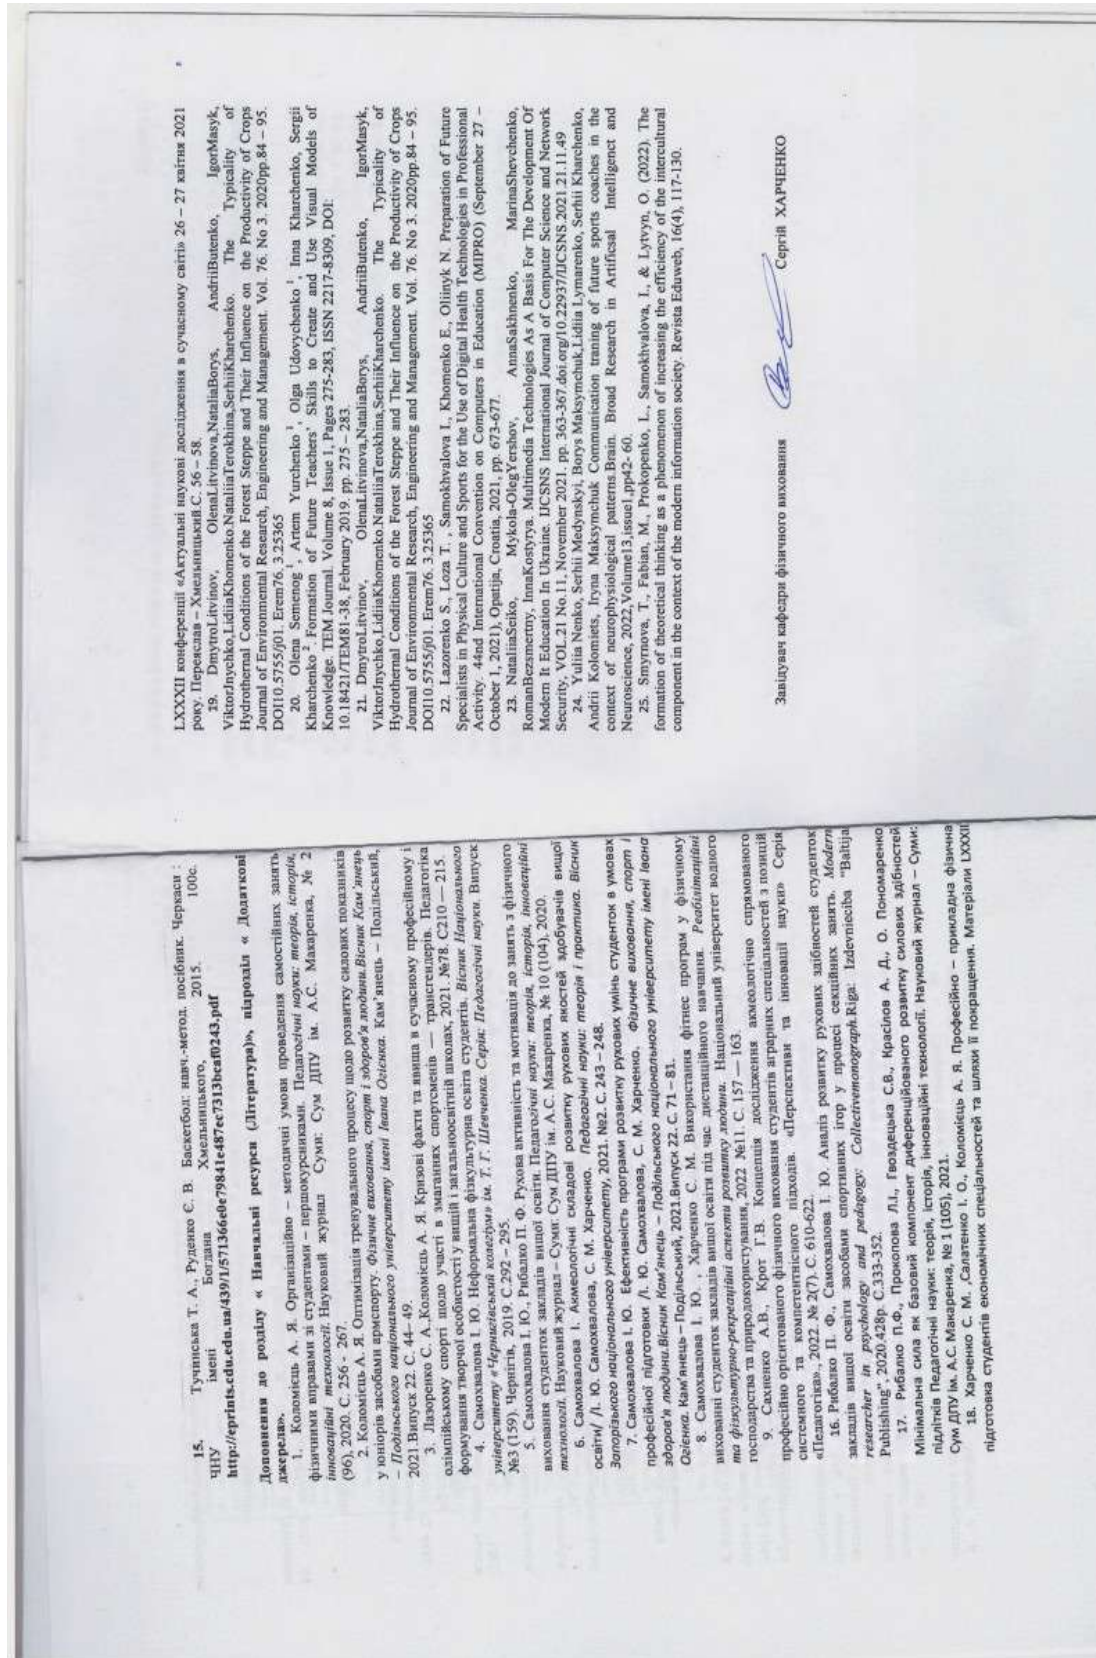 15. Тучинська Т. А., Руденко Є. В. Баскетбол: навч.-метод. посібник. Черкаси :
ЧНУ імені Богдана Хмельницького, 2015. 100с.
http://eprints.cdu.edu.ua/439/1/571366e0e79841e487ec7313bcaf0243.pdf
Доповнення до розділу « Навчальні ресурси (Література)», підрозділ « Додаткові
джерела».
1. Коломієць А. Я. Організаційно – методичні умови проведення самостійних занять
фізичними вправами зі студентами – першокурсниками. Педагогічні науки: теорія, історія,
інноваційні технології. Науковий журнал Суми: Сум ДПУ ім. А.С. Макаренка, № 2
(96), 2020. С. 256 - 267.
2. Коломієць А. Я. Оптимізація тренувального процесу щодо розвитку силових показників
у юніорів засобами армспорту. Фізичне виховання, спорт і здоров'я людини.Вісник Кам'янець
– Подільського національного університету імені Івана Огієнка. Кам'янець – Подільський,
2021.Випуск 22. С. 44– 49.
3. Лазоренко С. А.,Коломієць А. Я. Кризові факти та явища в сучасному професійному і
олімпійському спорті щодо участі в змаганнях спортсменів — трансгендерів. Педагогіка
формування творчої особистості у вищій і загальноосвітній школах, 2021. №78. С210 — 215.
4. Самохвалова І. Ю. Неформальна фізкультурна освіта студентів. Вісник Національного
університету «Чернигівський колегіум» ім. Т. Г. Шевченка. Серія: Педагогічні науки. Випуск
№3 (159). Чернігів, 2019. С.292 – 295.
5. Самохвалова І. Ю., Рибалко П. Ф. Рухова активність та мотивація до занять з фізичного
виховання студенток закладів вищої освіти. Педагогічні науки: теорія, історія, інноваційні
технології. Науковий журнал – Суми: Сум ДПУ ім. А.С. Макаренка, № 10 (104), 2020.
6. Самохвалова І. Акмеологічні складові розвитку рухових якостей здобувачів вищої
освіти/ Л. Ю. Самохвалова, С. М. Харченко. Педагогічні науки: теорія і практика. Вісник
Запорізького національного університету, 2021. №2. С. 243 – 248.
7. Самохвалова І. Ю. Ефективність програми розвитку рухових умінь студенток в умовах
професійної підготовки /Л. Ю. Самохвалова, С. М. Харченко. Фізичне виховання, спорт і
здоров'я людини.Вісник Кам'янець – Подільського національного університету імені Івана
Огієнка. Кам'янець – Подільський, 2021.Випуск 22. С. 71 – 81.
8. Самохвалова І. Ю. , Харченко С. М. Використання фітнес програм у фізичному
вихованні студенток закладів вищої освіти під час дистанційного навчання. Реабілітаційні
та фізкультурно-рекреаційні аспекти розвитку людини. Національний університет водного
господарства та природокористування, 2022 №11. С. 157 — 163.
9. Сахненко А.В., Крот Г.В. Концепція дослідження акмеологічно спрямованого
професійно орієнтованого фізичного виховання студентів аграрних спеціальностей з позицій
системного та компетентнісного підходів. «Перспективи та інновації науки» Серія
«Педагогіка»., 2022. № 2(7). С. 610-622.
16. Рибалко П. Ф., Самохвалова І. Ю. Аналіз розвитку рухових здібностей студенток
закладів вищої освіти засобами спортивних ігор у процесі секційних занять. Modern
researcher in psychology and pedagogy: Collectivemonograph.Riga: Izdevnieciba "Baltija
Publishing", 2020.428p. С.333-352.
17. Рибалко П.Ф., Прокопова Л.І., Гвоздецька С.В., Красілов А. Д., О. Пономаренко
Мінімальна сила як базовий компонент диференційованого розвитку силових здібностей
підлітків Педагогічні науки: теорія, історія, інноваційні технології. Науковий журнал – Суми:
Сум ДПУ ім. А.С. Макаренка, № 1 (105), 2021.
18. Харченко С. М. ,Салатенко І. О., Коломієць А. Я. Професійно – прикладна фізична
підготовка студентів економічних спеціальностей та шляхи її покращення. Матеріали LXXXII
LXXXII конференції «Актуальні наукові дослідження в сучасному світі» 26 – 27 квітня 2021
року. Переяслав – Хмельницький С. 56 – 58.
19. DmytroLitvinov, OlenaLitvinova,NataliaBorys, AndriiButenko, IgorMasyk,
ViktorJnychko,LidiiaKhomenko.NataliiaTerokhina,SerhiiKharchenko. The Typicality of
Hydrothermal Conditions of the Forest Steppe and Their Influence on the Productivity of Crops
Journal of Environmental Research, Engineering and Management. Vol. 76. No 3. 2020pp.84 – 95.
DOI10.5755/j01. Erem76. 3.25365
20. Olena Semenog ¹, Artem Yurchenko ¹, Olga Udovychenko ¹, Inna Kharchenko, Sergii
Kharchenko ². Formation of Future Teachers' Skills to Create and Use Visual Models of
Knowledge. TEM Journal. Volume 8, Issue 1, Pages 275-283, ISSN 2217-8309, DOI:
10.18421/TEM81-38, February 2019. pp. 275 – 283.
21. DmytroLitvinov, OlenaLitvinova,NataliaBorys, AndriiButenko, IgorMasyk,
ViktorJnychko,LidiiaKhomenko.NataliiaTerokhina,SerhiiKharchenko. The Typicality of
Hydrothermal Conditions of the Forest Steppe and Their Influence on the Productivity of Crops
Journal of Environmental Research, Engineering and Management. Vol. 76. No 3. 2020pp.84 – 95.
DOI10.5755/j01. Erem76. 3.25365
22. Lazorenko S., Loza T. , Samokhvalova I., Khomenko E., Oliinyk N. Preparation of Future
Specialists in Physical Culture and Sports for the Use of Digital Health Technologies in Professional
Activity. 44nd International Convention on Computers in Education (MIPRO) (September 27 –
October 1, 2021), Opatija, Croatia, 2021, pp. 673-677.
23. NataliiaSeiko, Mykola-OlegYershov, AnnaSakhnenko, MarinaShevchenko,
RomanBezsmertny, InnaKostyrya. Multimedia Technologies As A Basis For The Development Of
Modern It Education In Ukraine. IJCSNS International Journal of Computer Science and Network
Security, VOL.21 No.11, November 2021. pp. 363-367.doi.org/10.22937/IJCSNS.2021.21.11.49
24. Yuliia Nenko, Serhii Medynskyi, Borys Maksymchuk,Lidiia Lymarenko, Serhii Kharchenko,
Andrii Kolomiets, Iryna Maksymchuk Communication traning of future sports coaches in the
context of neurophysiological patterns.Brain. Broad Research in Artificsal Intelligenct and
Neuroscience, 2022,Volume13,issue1,pp42- 60.
25. Smyrnova, T., Fabian, M., Prokopenko, L., Samokhvalova, I., & Lytvyn, O. (2022). The
formation of theoretical thinking as a phenomenon of increasing the efficiency of the intercultural
component in the context of the modern information society. Revista Eduweb, 16(4), 117-130.
Завідувач кафедри фізичного виховання Сергій ХАРЧЕНКО